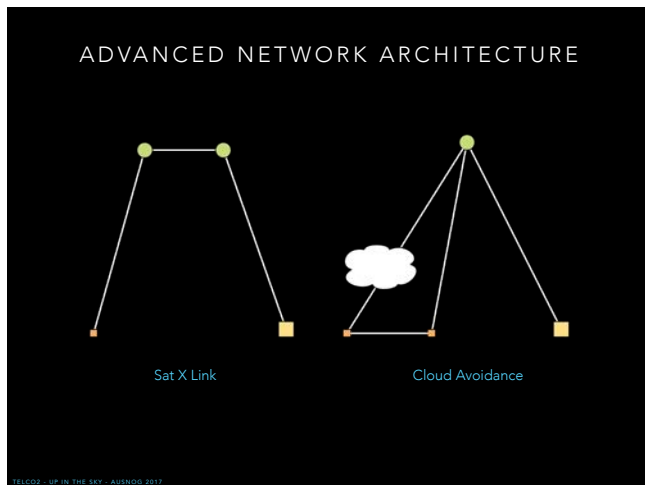 ADVANCED NETWORK ARCHITECTURE
Sat X Link
Cloud Avoidance
TELCO2 - UP IN THE SKY - AUSNOG 2017